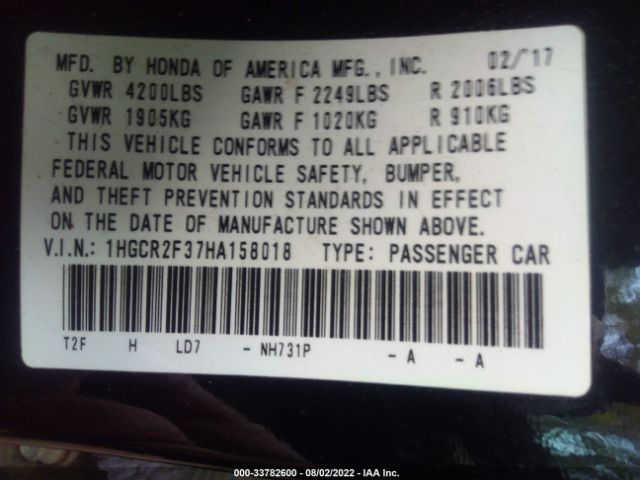 MFD. BY HONDA OF AMERICA MFG., INC. 02/'17
GVWR 4200LBS GAWR F 2249LBS R 2006LBS
GVWR 1905KG GAWR F 1020KG R 910KG
THIS VEHICLE CONFORMS TO ALL APPLICABLE
FEDERAL MOTOR VEHICLE SAFETY, BUMPER,
AND THEFT PREVENTION STANDARDS IN EFFECT
ON THE DATE OF MANUFACTURE SHOWN ABOVE.
V.I.N.: 1HGCR2F37HA158018 TYPE: PASSENGER CAR
T2F H LD7 - NH731P - A - A
000-33782600 - 08/02/2022 - IAA Inc.